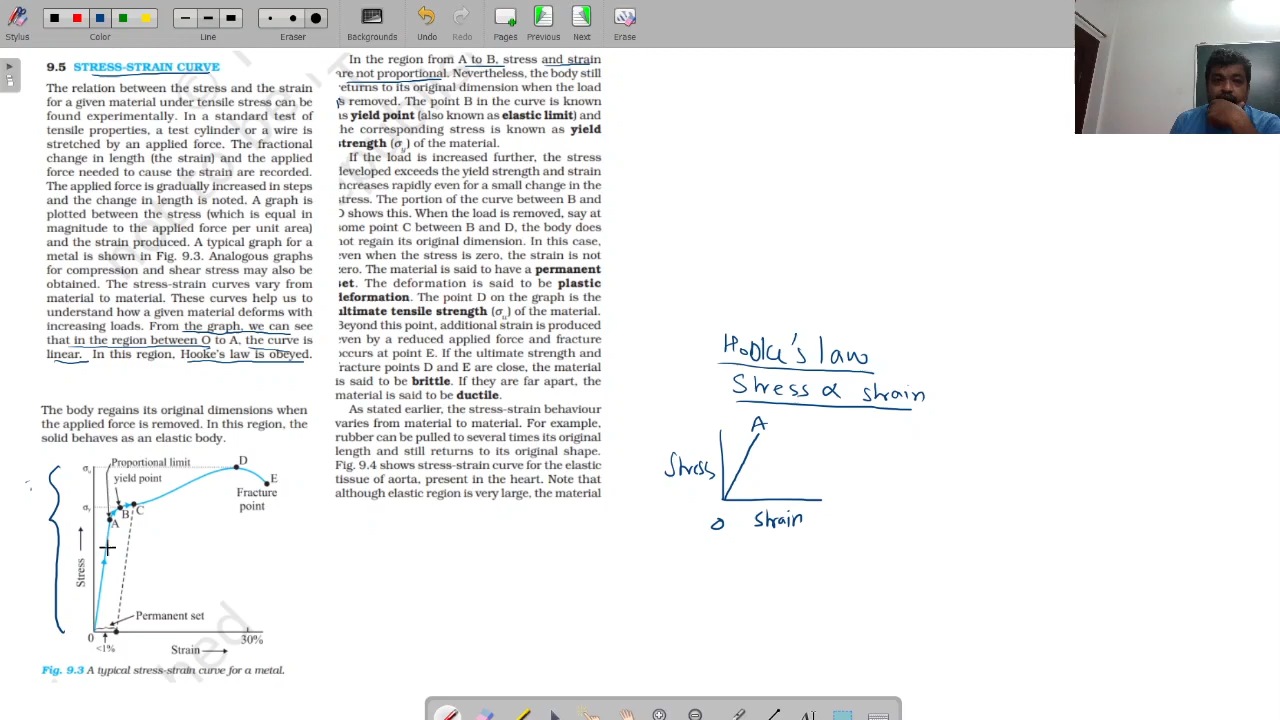 Stylus
Color
Line
Eraser
Backgrounds
Undo
Redo
Pages
Previous
Next
Erase
9.5 STRESS-STRAIN CURVE
The relation between the stress and the strain
for a given material under tensile stress can be
found experimentally. In a standard test of
tensile properties, a test cylinder or a wire is
stretched by an applied force. The fractional
change in length (the strain) and the applied
force needed to cause the strain are recorded.
The applied force is gradually increased in steps
and the change in length is noted. A graph is
plotted between the stress (which is equal in
magnitude to the applied force per unit area)
and the strain produced. A typical graph for a
metal is shown in Fig. 9.3. Analogous graphs
for compression and shear stress may also be
obtained. The stress-strain curves vary from
material to material. These curves help us to
understand how a given material deforms with
increasing loads. From the graph, we can see
that in the region between O to A, the curve is
linear. In this region, Hooke's law is obeyed.
The body regains its original dimensions when
the applied force is removed. In this region, the
solid behaves as an elastic body.
Proportional limit
yield point
D
E
Fracture
point
σu
σy
A
B
C
Stress
Permanent set
0
<1%
Strain
30%
Fig. 9.3 A typical stress-strain curve for a metal.
In the region from A to B, stress and strain
are not proportional. Nevertheless, the body still
returns to its original dimension when the load
is removed. The point B in the curve is known
as yield point (also known as elastic limit) and
the corresponding stress is known as yield
strength (σy) of the material.
If the load is increased further, the stress
developed exceeds the yield strength and strain
increases rapidly even for a small change in the
stress. The portion of the curve between B and
D shows this. When the load is removed, say at
some point C between B and D, the body does
not regain its original dimension. In this case,
even when the stress is zero, the strain is not
zero. The material is said to have a permanent
set. The deformation is said to be plastic
deformation. The point D on the graph is the
ultimate tensile strength (σu) of the material.
Beyond this point, additional strain is produced
even by a reduced applied force and fracture
occurs at point E. If the ultimate strength and
fracture points D and E are close, the material
is said to be brittle. If they are far apart, the
material is said to be ductile.
As stated earlier, the stress-strain behaviour
varies from material to material. For example,
rubber can be pulled to several times its original
length and still returns to its original shape.
Fig. 9.4 shows stress-strain curve for the elastic
tissue of aorta, present in the heart. Note that
although elastic region is very large, the material
Hooke's law
Stress ∝ strain
A
Stress
O
strain